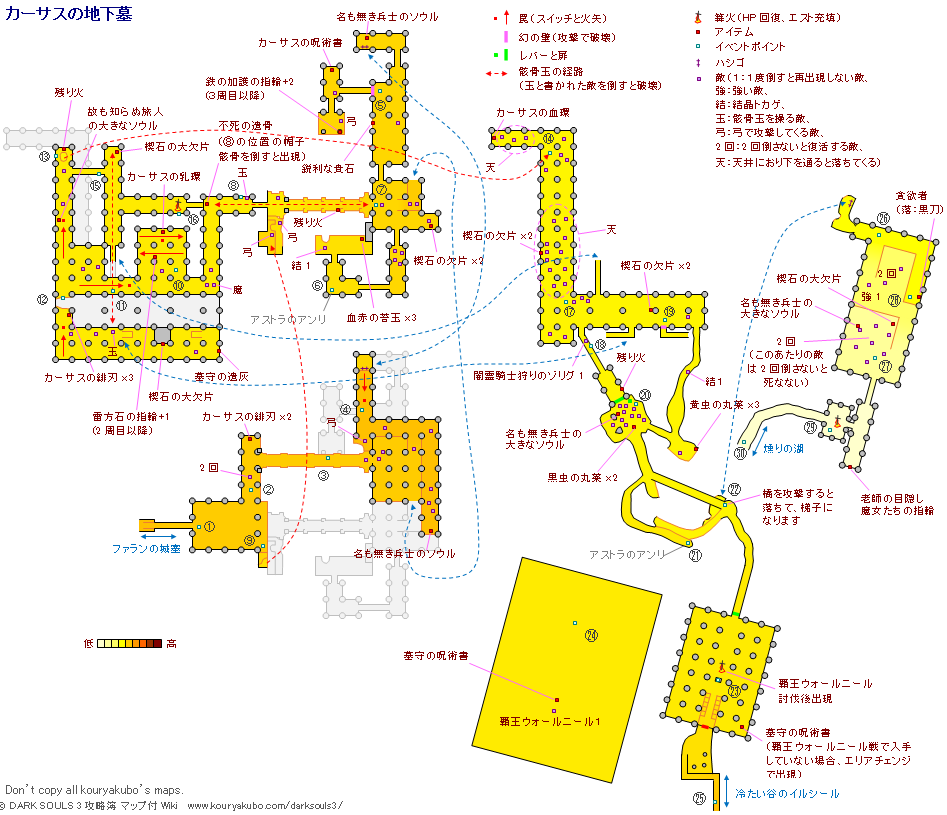 カーサスの地下墓
名も無き兵士のソウル
カーサスの呪術書
鉄の加護の指輪+2
(3周目以降)
残り火
故も知らぬ旅人
の大きなソウル
不死の遺骨
(⑧の位置の帽子
骸骨を倒すと出現)
弓
鋭利な貴石
楔石の大欠片
カーサスの乳環
玉
⑬
⑮
⑧
⑯
⑤
⑦
残り火
弓
弓
結1
楔石の欠片×2
⑥
⑩
魔
⑫
⑪
アストラのアンリ
血赤の苔玉×3
玉
カーサスの緋刃×3
墓守の遺灰
楔石の大欠片
雷方石の指輪+1
(2周目以降)
カーサスの緋刃×2
④
弓
2回
③
②
①
⑨
ファランの城塞
名も無き兵士のソウル
低
高
罠(スイッチと火矢)
幻の壁(攻撃で破壊)
レバーと扉
骸骨玉の経路
(玉と書かれた敵を倒すと破壊)
篝火(HP回復、エスト充填)
アイテム
イベントポイント
ハシゴ
敵(1:1度倒すと再出現しない敵、
強:強い敵、
結:結晶トカゲ、
玉:骸骨玉を操る敵、
弓:弓で攻撃してくる敵、
2回:2回倒さないと復活する敵、
天:天井におり下を通ると落ちてくる)
カーサスの血環
⑭
天
楔石の欠片×2
天
楔石の欠片×2
⑰
⑲
⑱
残り火
闇霊騎士狩りのゾリグ1
結1
⑳
黄虫の丸薬×3
名も無き兵士の
大きなソウル
黒虫の丸薬×2
㉒
橋を攻撃すると
落ちて、梯子に
なります
アストラのアンリ
㉑
貪欲者
(落:黒刀)
㉖
楔石の大欠片
2回
強1
㉘
名も無き兵士の
大きなソウル
2回
(このあたりの敵
は2回倒さないと
死なない)
㉗
㉙
㉚
燻りの湖
老師の目隠し
魔女たちの指輪
㉔
墓守の呪術書
覇王ウォールニール1
㉓
覇王ウォールニール
討伐後出現
墓守の呪術書
(覇王ウォールニール戦で入手
していない場合、エリアチェンジ
で出現)
㉕
冷たい谷のイルシール
Don't copy all kouryakubo's maps.
© DARK SOULS 3 攻略簿 マップ付 Wiki www.kouryakubo.com/darksouls3/